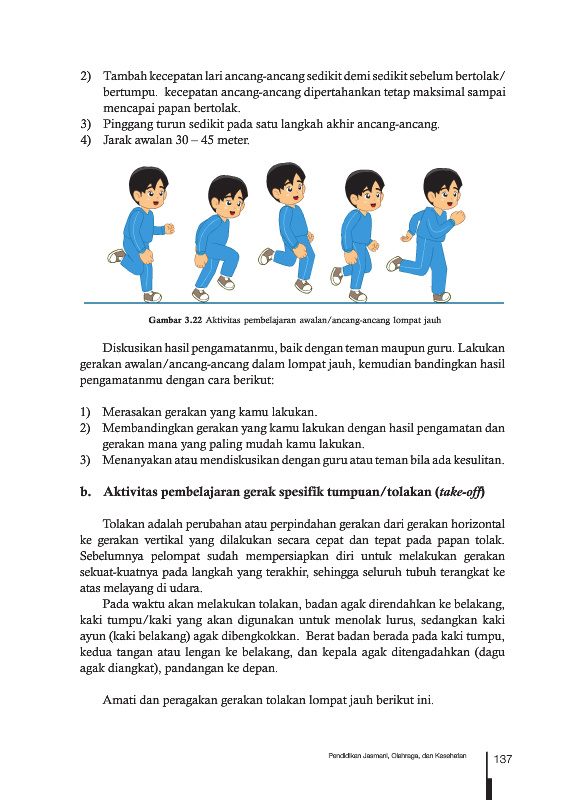 2) Tambah kecepatan lari ancang-ancang sedikit demi sedikit sebelum bertolak/
bertumpu. kecepatan ancang-ancang dipertahankan tetap maksimal sampai
mencapai papan bertolak.
3) Pinggang turun sedikit pada satu langkah akhir ancang-ancang.
4) Jarak awalan 30 – 45 meter.
Gambar 3.22 Aktivitas pembelajaran awalan/ancang-ancang lompat jauh
Diskusikan hasil pengamatanmu, baik dengan teman maupun guru. Lakukan
gerakan awalan/ancang-ancang dalam lompat jauh, kemudian bandingkan hasil
pengamatanmu dengan cara berikut:
1) Merasakan gerakan yang kamu lakukan.
2) Membandingkan gerakan yang kamu lakukan dengan hasil pengamatan dan
gerakan mana yang paling mudah kamu lakukan.
3) Menanyakan atau mendiskusikan dengan guru atau teman bila ada kesulitan.
b. Aktivitas pembelajaran gerak spesifik tumpuan/tolakan (take-off)
Tolakan adalah perubahan atau perpindahan gerakan dari gerakan horizontal
ke gerakan vertikal yang dilakukan secara cepat dan tepat pada papan tolak.
Sebelumnya pelompat sudah mempersiapkan diri untuk melakukan gerakan
sekuat-kuatnya pada langkah yang terakhir, sehingga seluruh tubuh terangkat ke
atas melayang di udara.
Pada waktu akan melakukan tolakan, badan agak direndahkan ke belakang,
kaki tumpu/kaki yang akan digunakan untuk menolak lurus, sedangkan kaki
ayun (kaki belakang) agak dibengkokkan. Berat badan berada pada kaki tumpu,
kedua tangan atau lengan ke belakang, dan kepala agak ditengadahkan (dagu
agak diangkat), pandangan ke depan.
Amati dan peragakan gerakan tolakan lompat jauh berikut ini.
Pendidikan Jasmani, Olahraga, dan Kesehatan
137